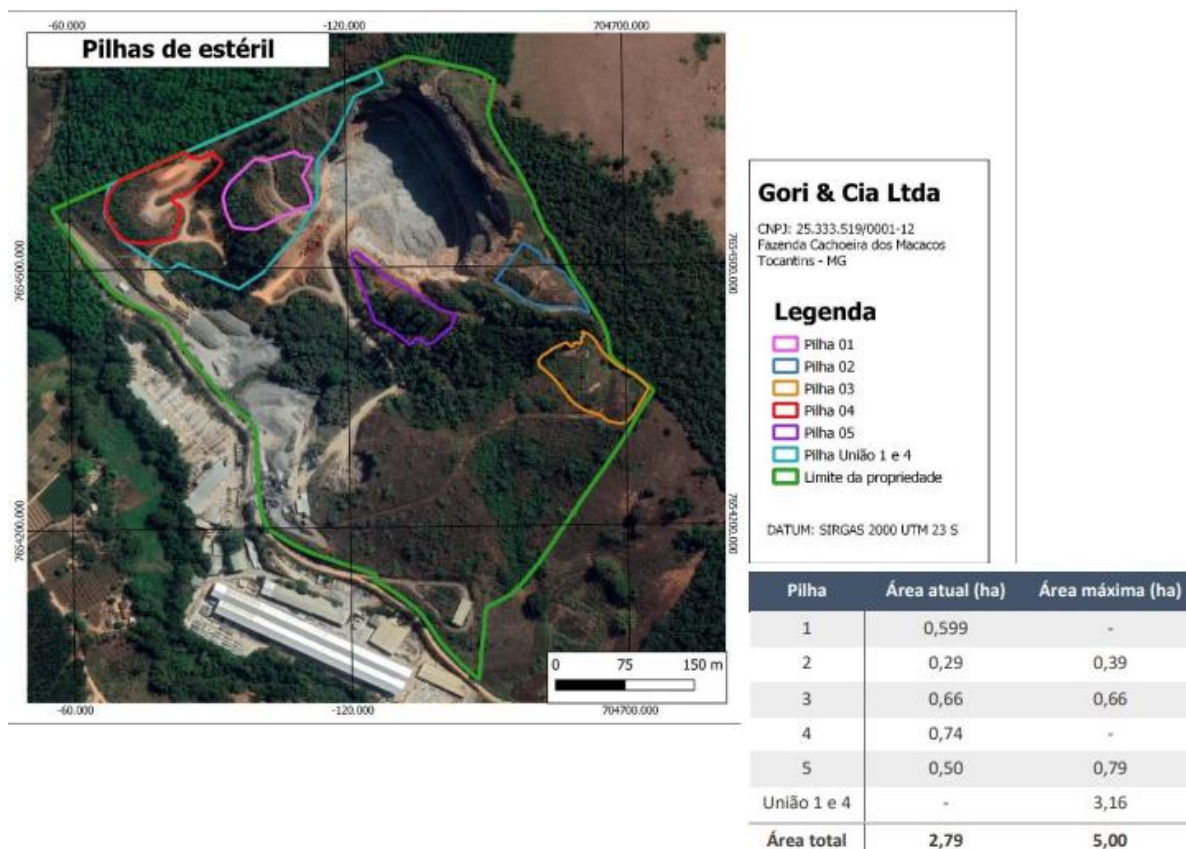 -60.000 -120.000 704700.000
Pilhas de estéril
7654500.000
7654500.000
7654200.000
7654200.000
0 75 150 m
-60.000 -120.000 704700.000
Gori & Cia Ltda
CNPJ: 25.333.519/0001-12
Fazenda Cachoeira dos Macacos
Tocantins - MG
Legenda
Pilha 01
Pilha 02
Pilha 03
Pilha 04
Pilha 05
Pilha União 1 e 4
Limite da propriedade
DATUM: SIRGAS 2000 UTM 23 S
Pilha Área atual (ha) Área máxima (ha)
1 0,599 -
2 0,29 0,39
3 0,66 0,66
4 0,74 -
5 0,50 0,79
União 1 e 4 - 3,16
Área total 2,79 5,00